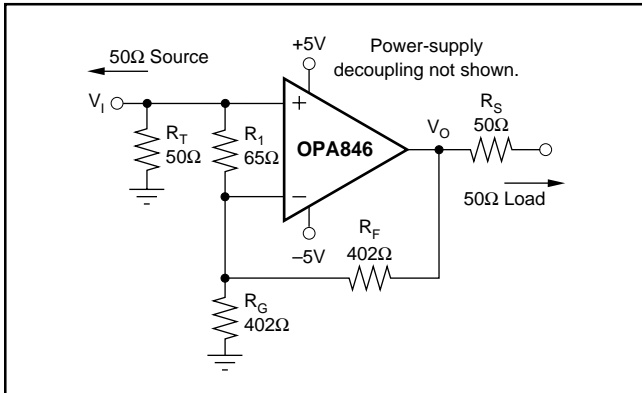 50Ω Source
+5V
Power-supply
decoupling not shown.
V_I
R_T
50Ω
R_1
65Ω
+
–
OPA846
V_O
R_S
50Ω
50Ω Load
–5V
R_F
402Ω
R_G
402Ω